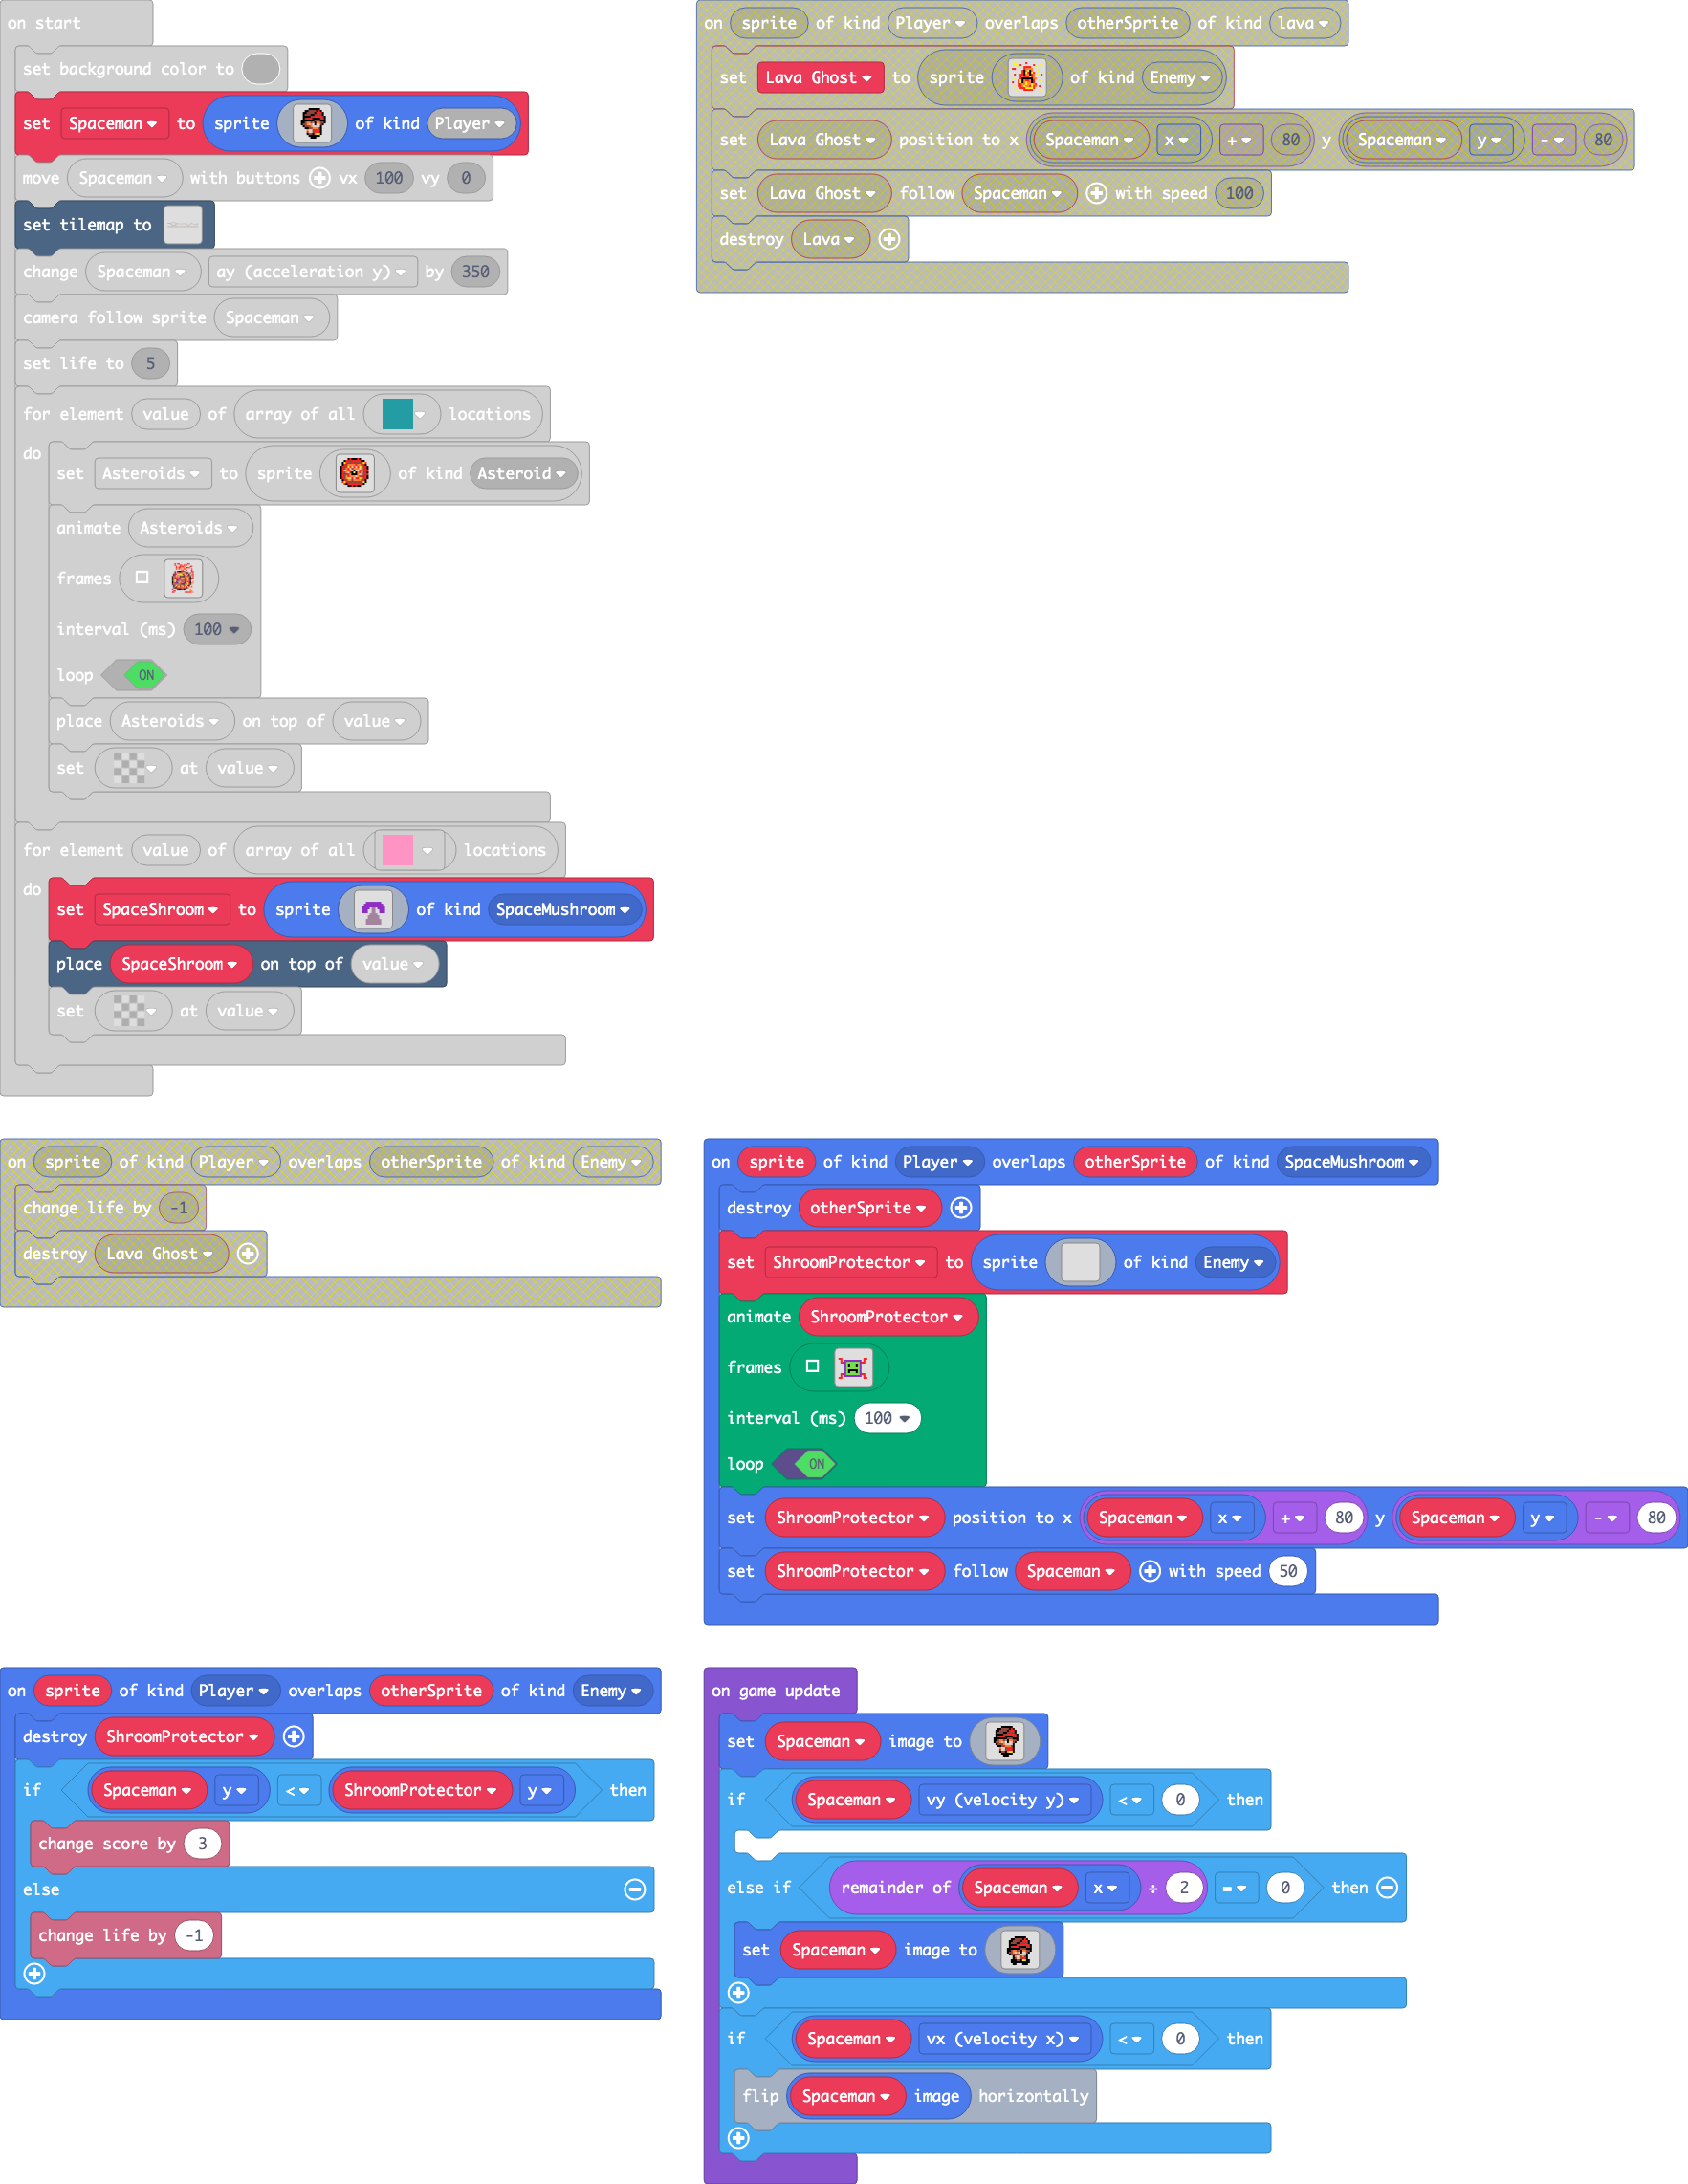 on start
set background color to
set Spaceman to sprite of kind Player
move Spaceman with buttons vx 100 vy 0
set tilemap to
change Spaceman ay (acceleration y) by 350
camera follow sprite Spaceman
set life to 5
for element value of array of all locations
do
set Asteroids to sprite of kind Asteroid
animate Asteroids
frames
interval (ms) 100
loop ON
place Asteroids on top of value
set at value
for element value of array of all locations
do
set SpaceShroom to sprite of kind SpaceMushroom
place SpaceShroom on top of value
set at value
on sprite of kind Player overlaps otherSprite of kind lava
set Lava Ghost to sprite of kind Enemy
set Lava Ghost position to x Spaceman x + 80 y Spaceman y - 80
set Lava Ghost follow Spaceman with speed 100
destroy Lava
on sprite of kind Player overlaps otherSprite of kind Enemy
change life by -1
destroy Lava Ghost
on sprite of kind Player overlaps otherSprite of kind SpaceMushroom
destroy otherSprite
set ShroomProtector to sprite of kind Enemy
animate ShroomProtector
frames
interval (ms) 100
loop ON
set ShroomProtector position to x Spaceman x + 80 y Spaceman y - 80
set ShroomProtector follow Spaceman with speed 50
on sprite of kind Player overlaps otherSprite of kind Enemy
destroy ShroomProtector
if Spaceman y < ShroomProtector y then
change score by 3
else
change life by -1
on game update
set Spaceman image to
if Spaceman vy (velocity y) < 0 then
else if remainder of Spaceman x ÷ 2 = 0 then
set Spaceman image to
if Spaceman vx (velocity x) < 0 then
flip Spaceman image horizontally